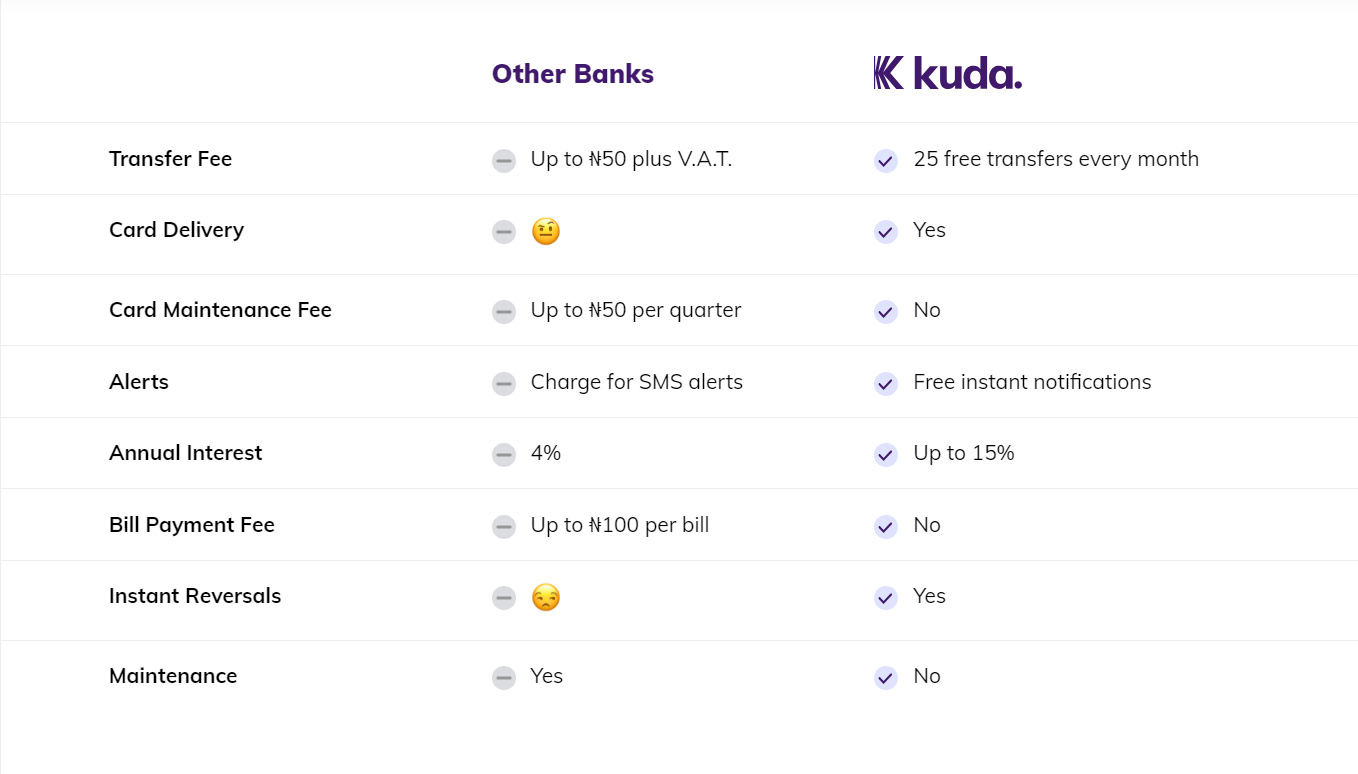 Other Banks kuda.
Transfer Fee Up to ₦50 plus V.A.T. 25 free transfers every month
Card Delivery 🤨 Yes
Card Maintenance Fee Up to ₦50 per quarter No
Alerts Charge for SMS alerts Free instant notifications
Annual Interest 4% Up to 15%
Bill Payment Fee Up to ₦100 per bill No
Instant Reversals 😒 Yes
Maintenance Yes No